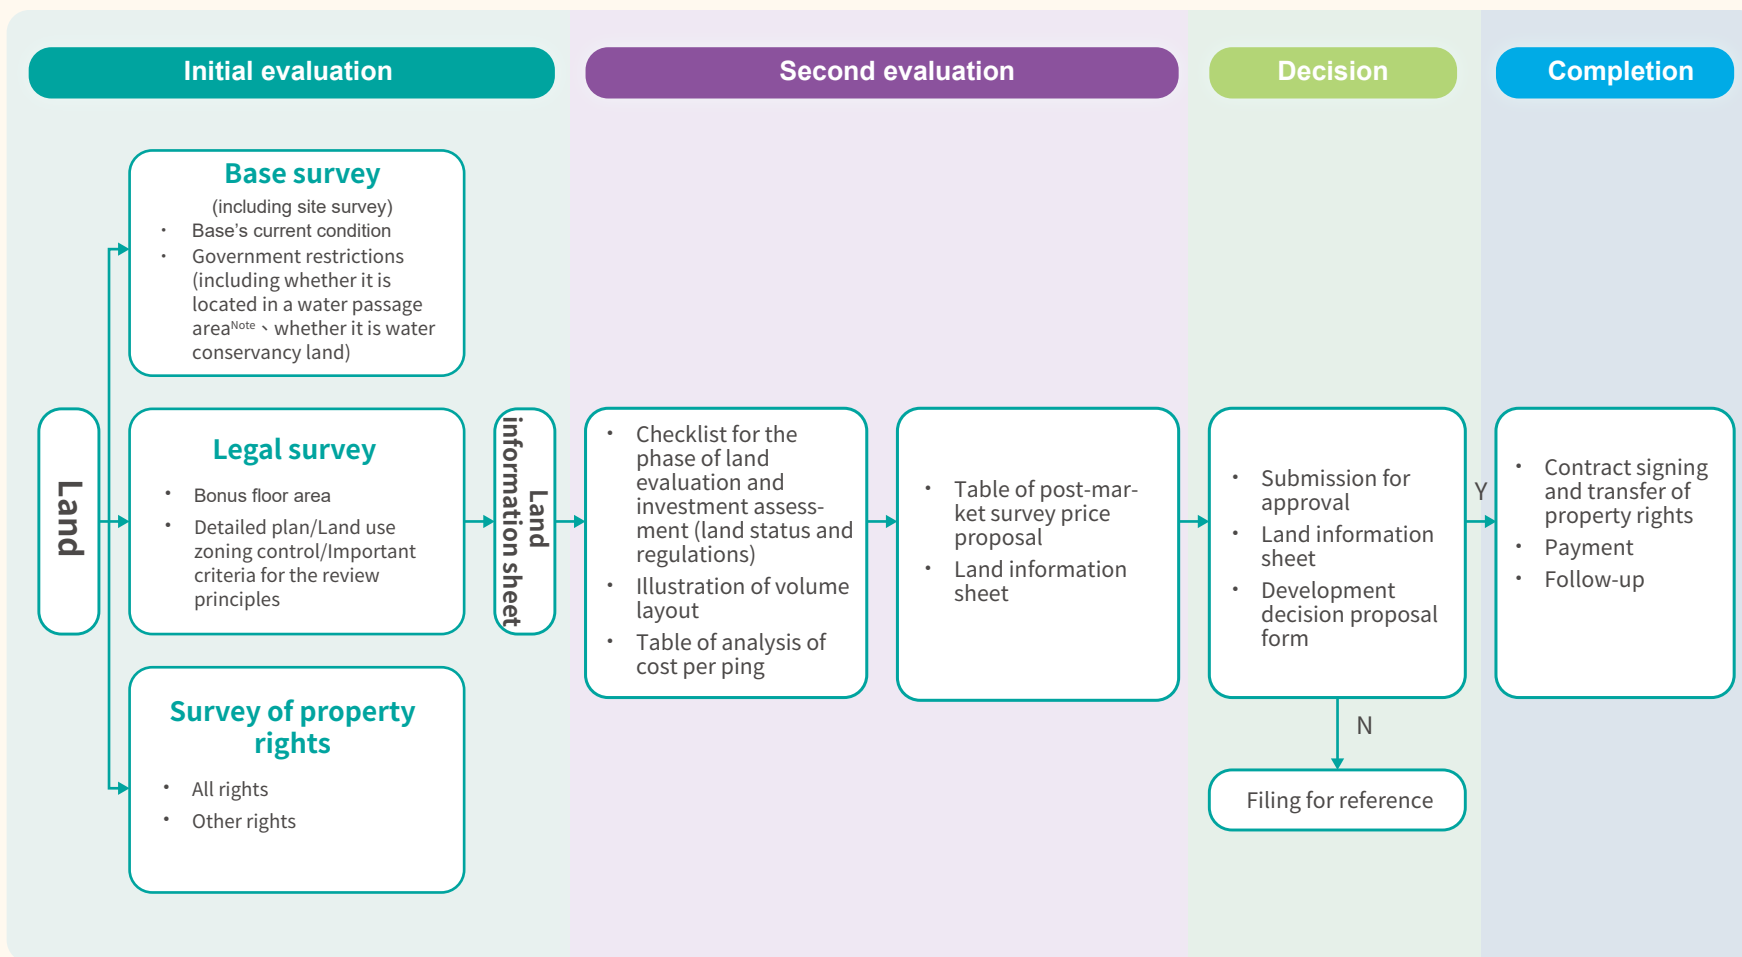 Initial evaluation
Second evaluation
Decision
Completion
Land
Base survey
(including site survey)
· Base's current condition
· Government restrictions
(including whether it is
located in a water passage
areaNote、whether it is water
conservancy land)
Legal survey
· Bonus floor area
· Detailed plan/Land use
zoning control/Important
criteria for the review
principles
Survey of property
rights
· All rights
· Other rights
Land
information sheet
· Checklist for the
phase of land
evaluation and
investment assess-
ment (land status and
regulations)
· Illustration of volume
layout
· Table of analysis of
cost per ping
· Table of post-mar-
ket survey price
proposal
· Land information
sheet
· Submission for
approval
· Land information
sheet
· Development
decision proposal
form
Y
N
Filing for reference
· Contract signing
and transfer of
property rights
· Payment
· Follow-up